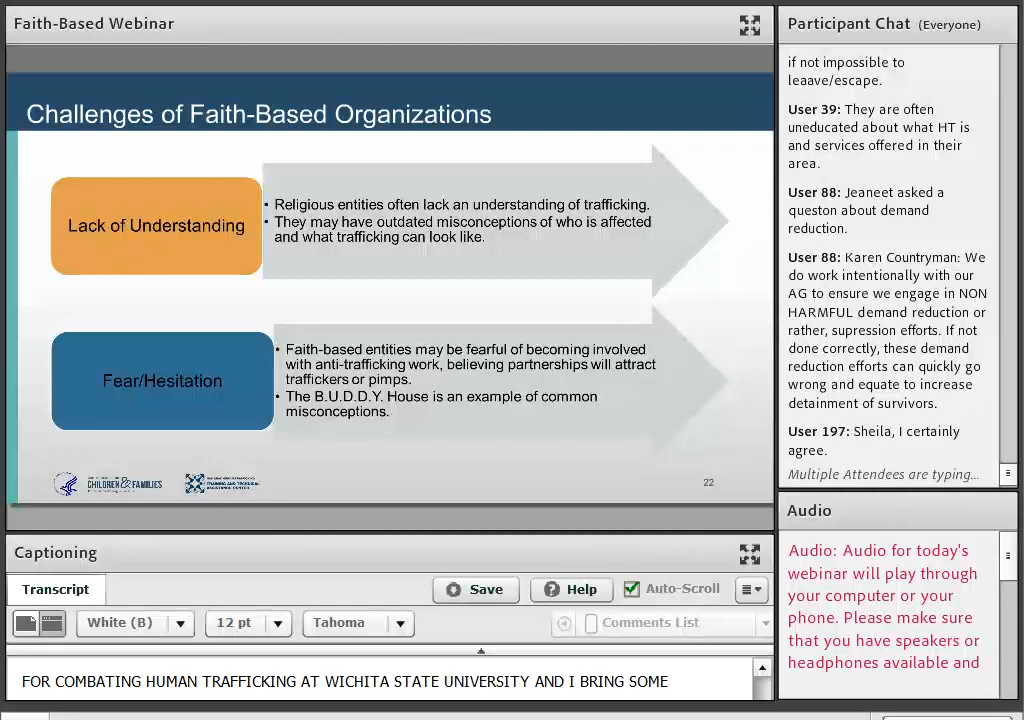 Faith-Based Webinar
Challenges of Faith-Based Organizations
Lack of Understanding
• Religious entities often lack an understanding of trafficking.
• They may have outdated misconceptions of who is affected
and what trafficking can look like.
Fear/Hesitation
• Faith-based entities may be fearful of becoming involved
with anti-trafficking work, believing partnerships will attract
traffickers or pimps.
• The B.U.D.D.Y. House is an example of common
misconceptions.
CHILDREN & FAMILIES
22
Captioning
Transcript
Save
Help
Auto-Scroll
White (B)
12 pt
Tahoma
Comments List
FOR COMBATING HUMAN TRAFFICKING AT WICHITA STATE UNIVERSITY AND I BRING SOME
Participant Chat (Everyone)
if not impossible to
leaave/escape.
User 39: They are often
uneducated about what HT is
and services offered in their
area.
User 88: Jeaneet asked a
queston about demand
reduction.
User 88: Karen Countryman: We
do work intentionally with our
AG to ensure we engage in NON
HARMFUL demand reduction or
rather, supression efforts. If not
done correctly, these demand
reduction efforts can quickly go
wrong and equate to increase
detainment of survivors.
User 197: Sheila, I certainly
agree.
Multiple Attendees are typing...
Audio
Audio: Audio for today's
webinar will play through
your computer or your
phone. Please make sure
that you have speakers or
headphones available and